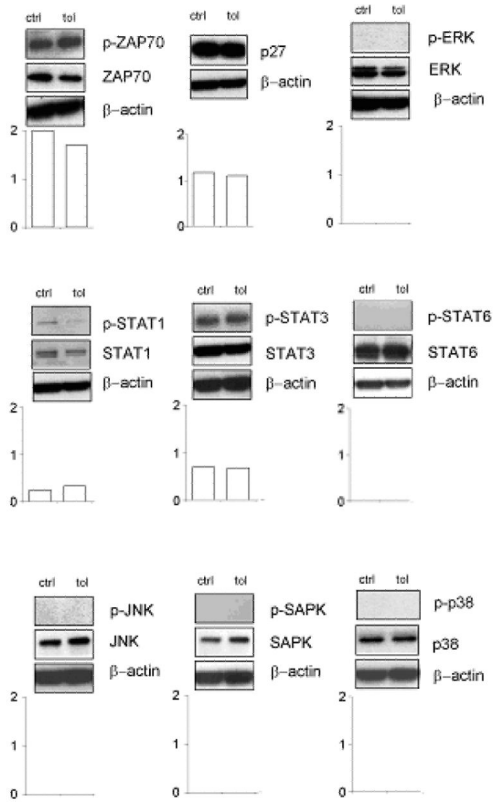 ctrl tol
p-ZAP70
ZAP70
β-actin
2
1
0
ctrl tol
p27
β-actin
2
1
0
ctrl tol
p-ERK
ERK
β-actin
2
1
0
ctrl tol
p-STAT1
STAT1
β-actin
2
1
0
ctrl tol
p-STAT3
STAT3
β-actin
2
1
0
ctrl tol
p-STAT6
STAT6
β-actin
2
1
0
ctrl tol
p-JNK
JNK
β-actin
2
1
0
ctrl tol
p-SAPK
SAPK
β-actin
2
1
0
ctrl tol
p-p38
p38
β-actin
2
1
0